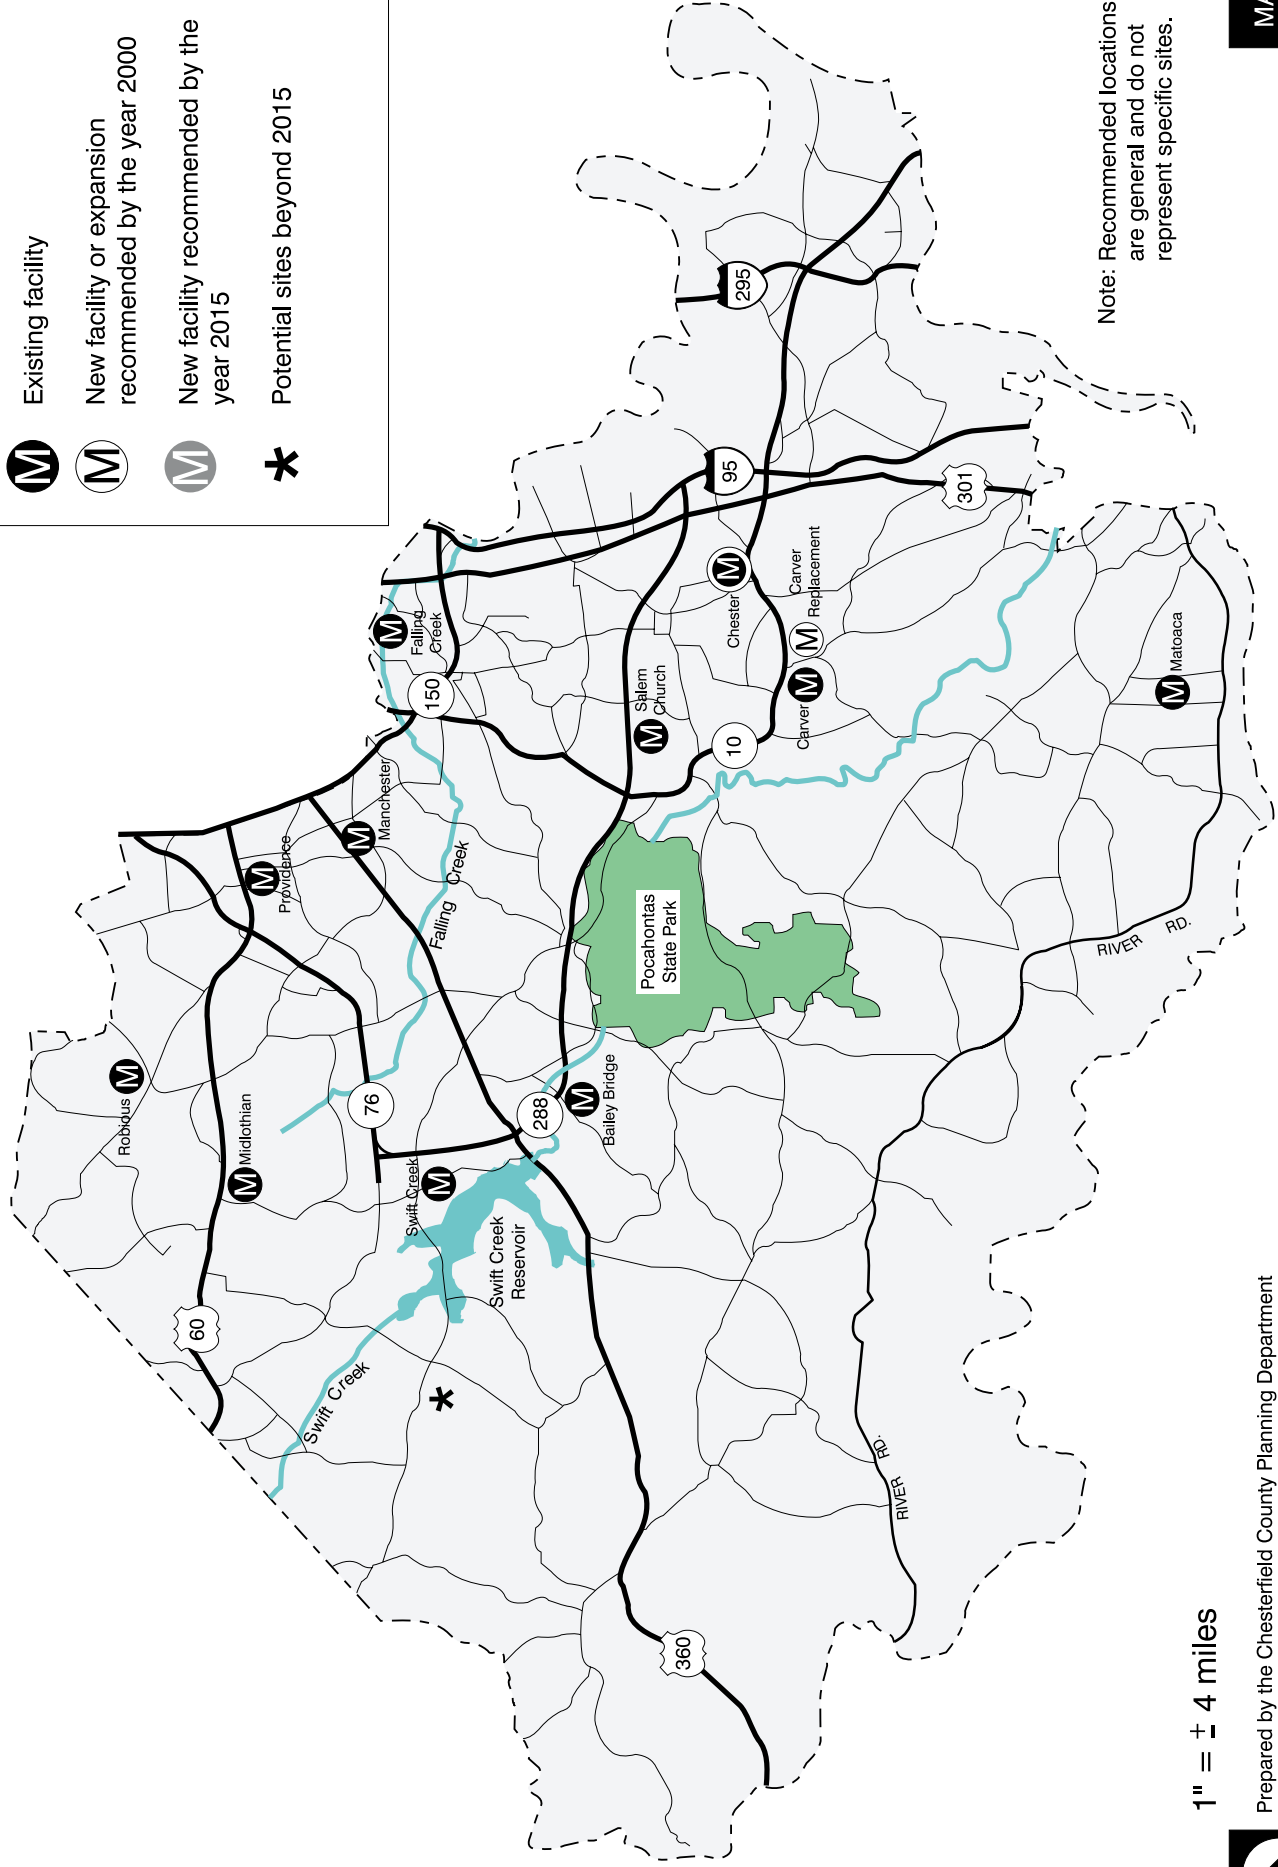 M
Existing facility
M
New facility or expansion
recommended by the year 2000
M
New facility recommended by the
year 2015
*
Potential sites beyond 2015
Robious
M
M
Midlothian
60
Swift Creek
76
Swift Creek
M
Swift Creek
Reservoir
Providence
M
Manchester
M
Falling Creek
150
M
Falling
Creek
288
M
Bailey Bridge
Pocahontas
State Park
Salem
Church
M
10
Chester
M
Carver
M
Carver
Replacement
M
95
295
301
M
Matoaca
RIVER RD.
RIVER RD.
360
*
Note: Recommended locations
are general and do not
represent specific sites.
1" = ± 4 miles
Prepared by the Chesterfield County Planning Department